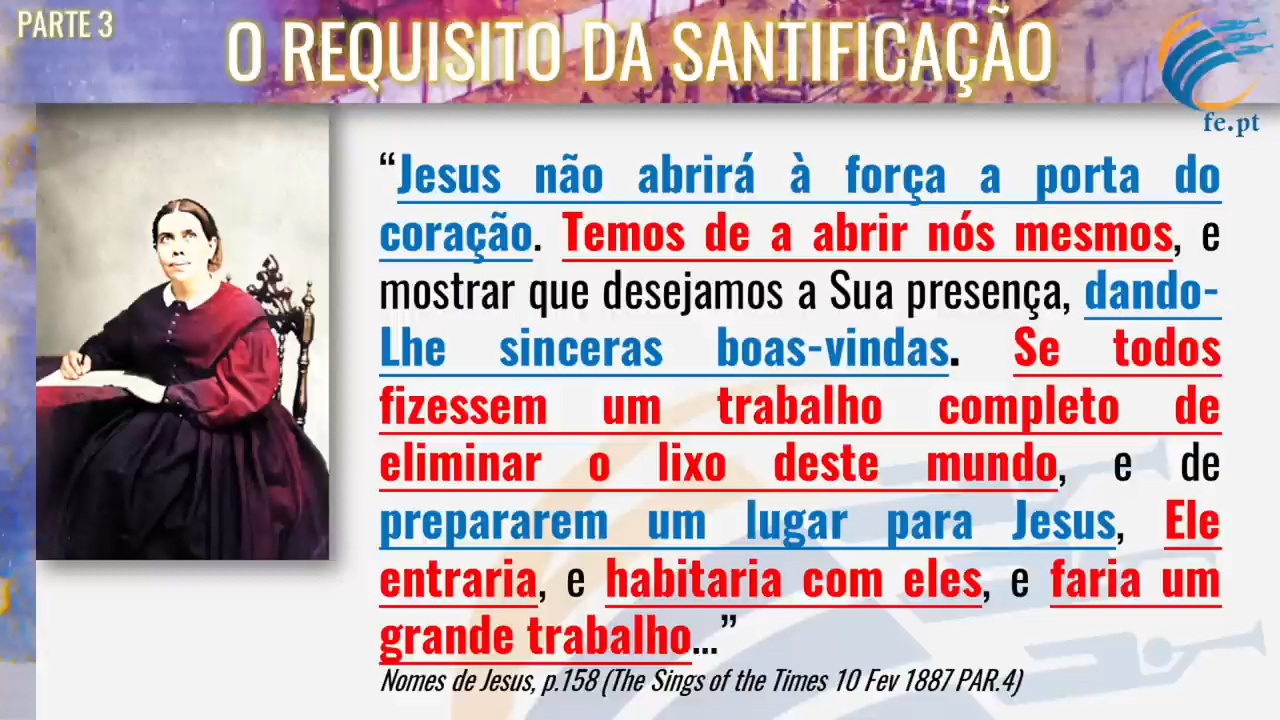 PARTE 3
O REQUISITO DA SANTIFICAÇÃO
fe.pt
“Jesus não abrirá à força a porta do
coração. Temos de a abrir nós mesmos, e
mostrar que desejamos a Sua presença, dando-
Lhe sinceras boas-vindas. Se todos
fizessem um trabalho completo de
eliminar o lixo deste mundo, e de
prepararem um lugar para Jesus, Ele
entraria, e habitaria com eles, e faria um
grande trabalho...”
Nomes de Jesus, p.158 (The Sings of the Times 10 Fev 1887 PAR.4)